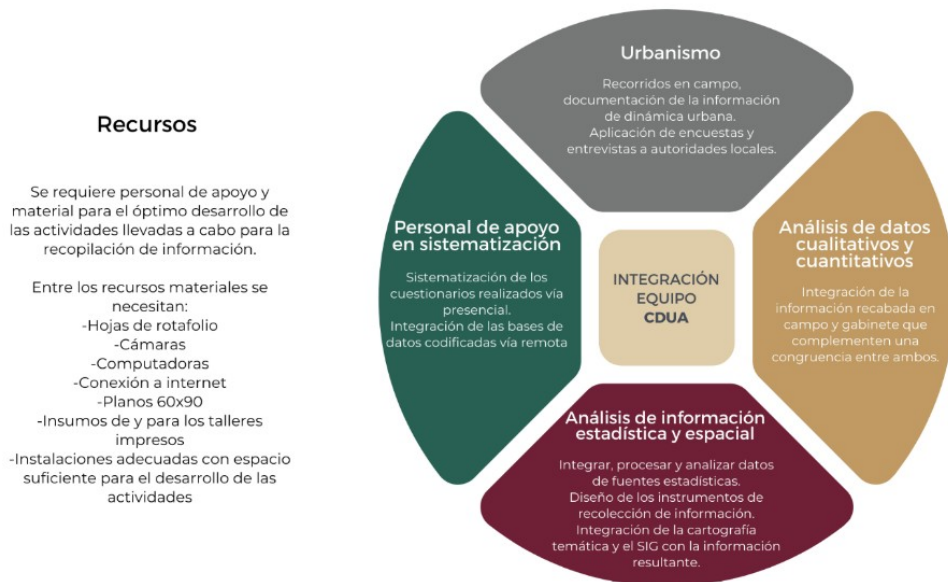 Recursos
Se requiere personal de apoyo y
material para el óptimo desarrollo de
las actividades llevadas a cabo para la
recopilación de información.
Entre los recursos materiales se
necesitan:
-Hojas de rotafolio
-Cámaras
-Computadoras
-Conexión a internet
-Planos 60x90
-Insumos de y para los talleres
impresos
-Instalaciones adecuadas con espacio
suficiente para el desarrollo de las
actividades
Urbanismo
Recorridos en campo,
documentación de la información
de dinámica urbana.
Aplicación de encuestas y
entrevistas a autoridades locales.
Personal de apoyo
en sistematización
Sistematización de los
cuestionarios realizados vía
presencial.
Integración de las bases de
datos codificadas vía remota
INTEGRACIÓN
EQUIPO
CDUA
Análisis de datos
cualitativos y
cuantitativos
Integración de la
información recabada en
campo y gabinete que
complementen una
congruencia entre ambos.
Análisis de información
estadística y espacial
Integrar, procesar y analizar datos
de fuentes estadísticas.
Diseño de los instrumentos de
recolección de información.
Integración de la cartografía
temática y el SIG con la información
resultante.